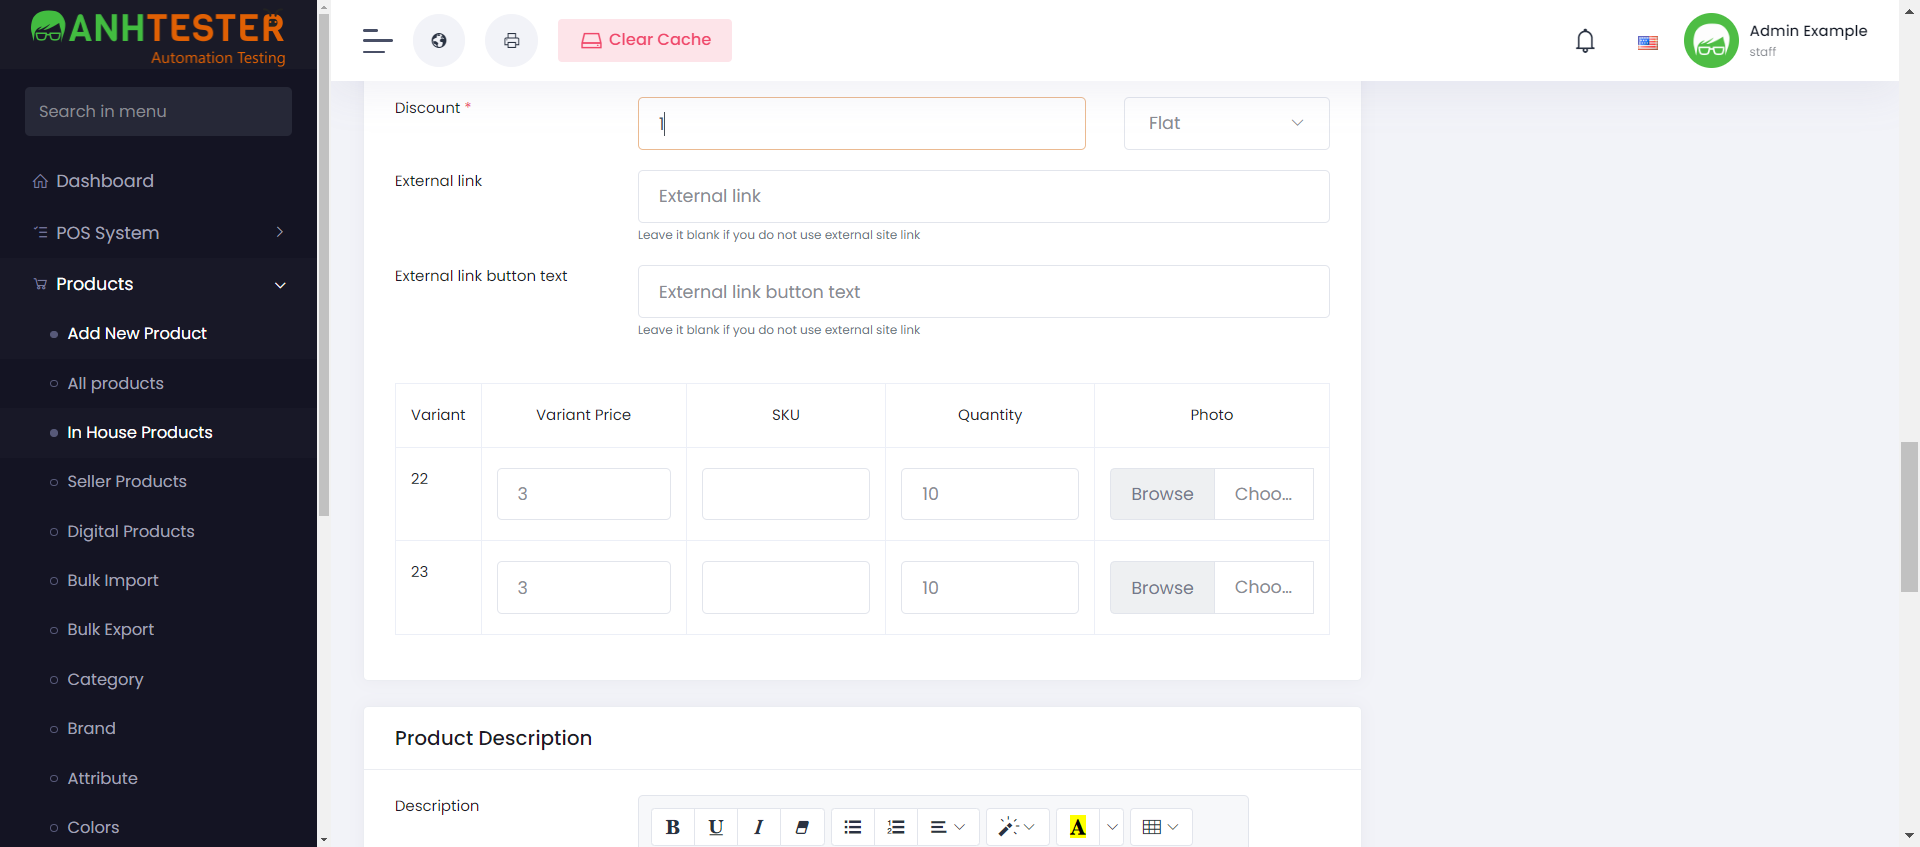 ANHTESTER
Automation Testing
Search in menu
Dashboard
POS System
Products
Add New Product
All products
In House Products
Seller Products
Digital Products
Bulk Import
Bulk Export
Category
Brand
Attribute
Colors
Clear Cache
Admin Example
staff
Discount *
1
Flat
External link
External link
Leave it blank if you do not use external site link
External link button text
External link button text
Leave it blank if you do not use external site link
Variant Variant Price SKU Quantity Photo
22 3 10 Browse Choo...
23 3 10 Browse Choo...
Product Description
Description
B U I A